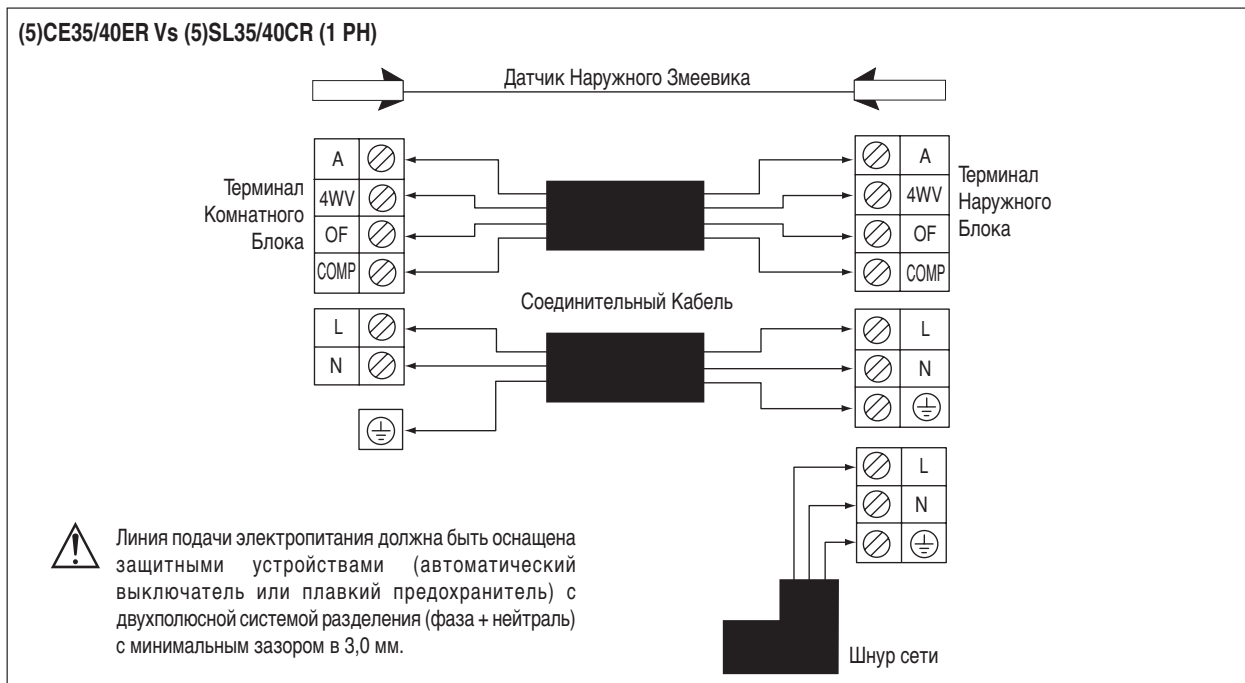 (5)CE35/40ER Vs (5)SL35/40CR (1 PH)
Датчик Наружного Змеевика
Терминал
Комнатного
Блока
A
4WV
OF
COMP
A
4WV
OF
COMP
Терминал
Наружного
Блока
Соединительный Кабель
L
N
L
N
L
N
Линия подачи электропитания должна быть оснащена
защитными устройствами (автоматический
выключатель или плавкий предохранитель) с
двухполюсной системой разделения (фаза + нейтраль)
с минимальным зазором в 3,0 мм.
Шнур сети